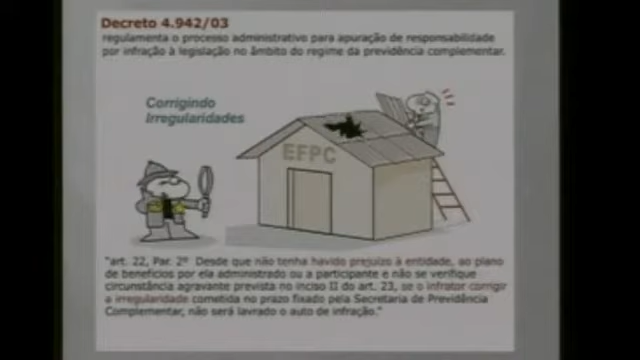 Decreto 4.942/03
regulamenta o processo administrativo para apuração de responsabilidade
por infração à legislação no âmbito do regime da previdência complementar.
Corrigindo
Irregularidades
EFPC
"art. 22, Par. 2º Desde que não tenha havido prejuízo à entidade, ao plano
de benefícios por ela administrado ou a participante e não se verifique
circunstância agravante prevista no inciso II do art. 23, se o infrator corrigir
a irregularidade cometida no prazo fixado pela Secretaria de Previdência
Complementar, não será lavrado o auto de infração."